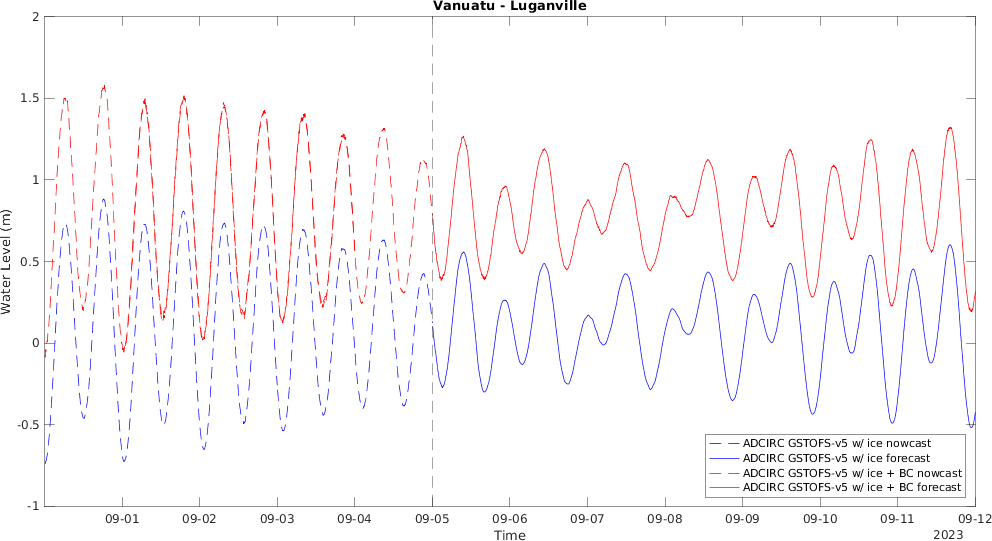 Vanuatu - Luganville
2
1.5
1
0.5
0
-0.5
-1
Water Level (m)
09-01 09-02 09-03 09-04 09-05 09-06 09-07 09-08 09-09 09-10 09-11 09-12
Time
2023
ADCIRC GSTOFS-v5 w/ ice nowcast
ADCIRC GSTOFS-v5 w/ ice forecast
ADCIRC GSTOFS-v5 w/ ice + BC nowcast
ADCIRC GSTOFS-v5 w/ ice + BC forecast